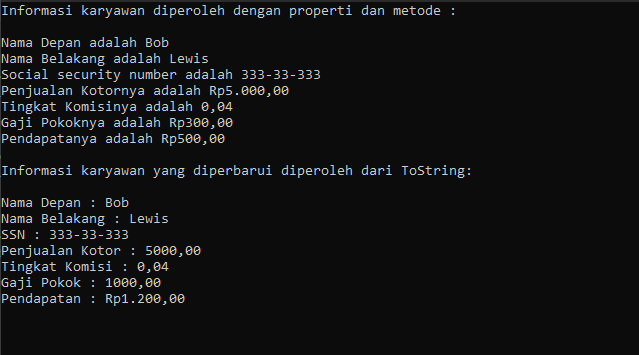 Informasi karyawan diperoleh dengan properti dan metode :
Nama Depan adalah Bob
Nama Belakang adalah Lewis
Social security number adalah 333-33-333
Penjualan Kotornya adalah Rp5.000,00
Tingkat Komisinya adalah 0,04
Gaji Pokoknya adalah Rp300,00
Pendapatanya adalah Rp500,00
Informasi karyawan yang diperbarui diperoleh dari ToString:
Nama Depan : Bob
Nama Belakang : Lewis
SSN : 333-33-333
Penjualan Kotor : 5000,00
Tingkat Komisi : 0,04
Gaji Pokok : 1000,00
Pendapatan : Rp1.200,00